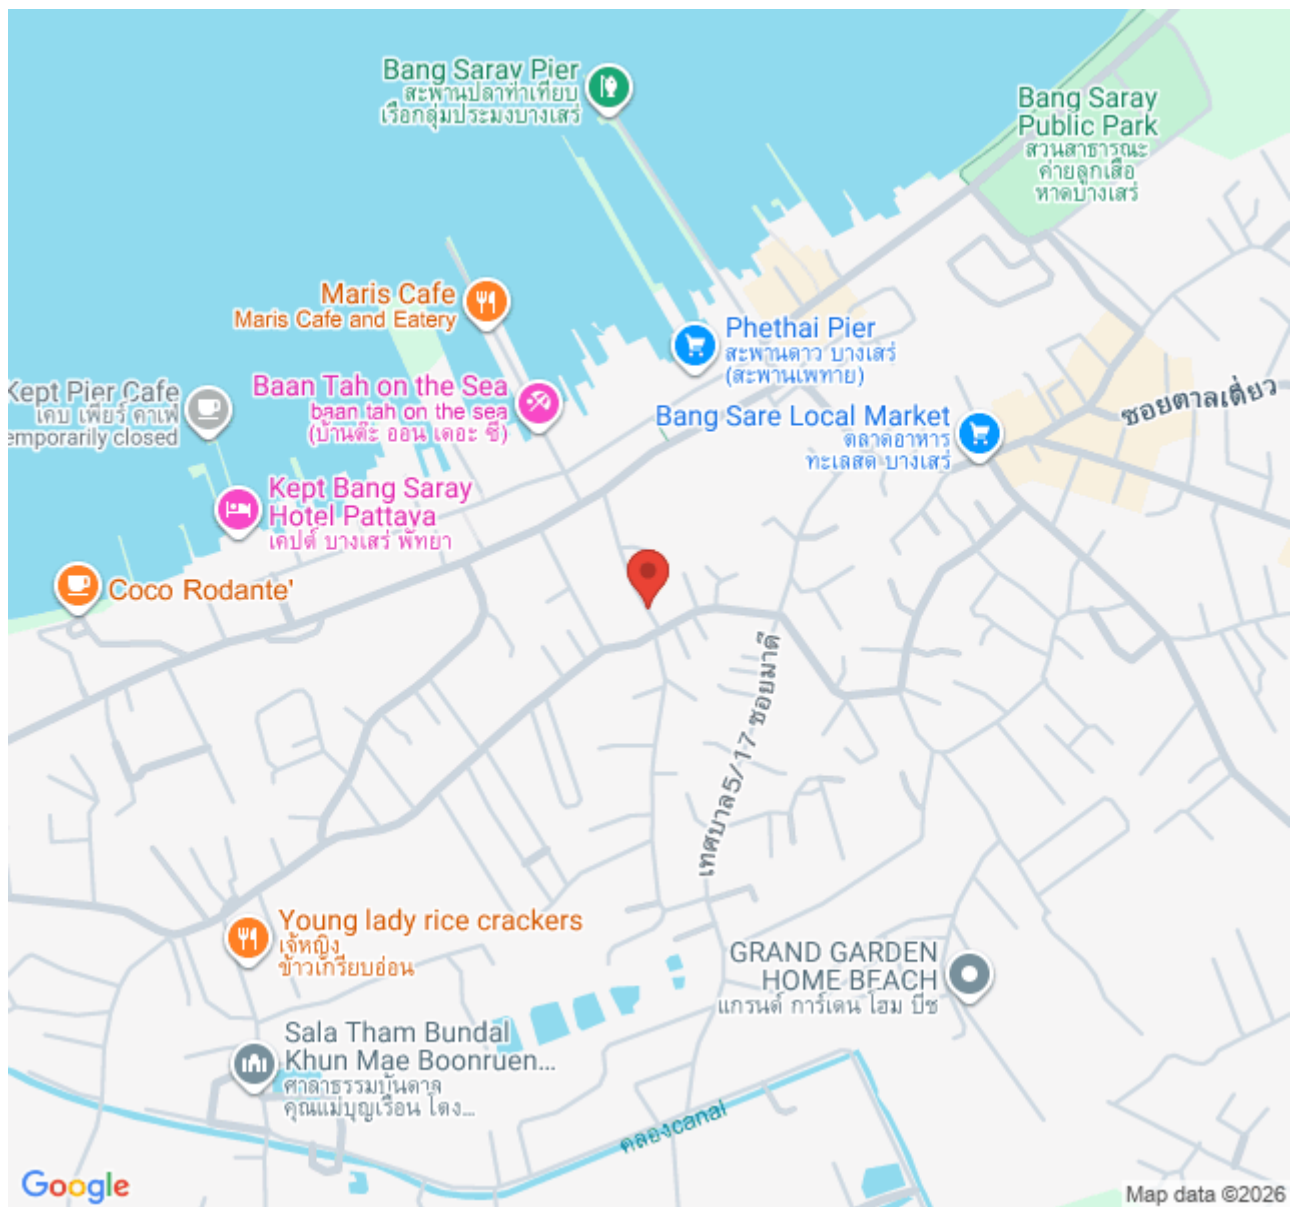 Bang Saray Pier
สะพานปลาท่าเทียบ
เรือกลุ่มประมงบางเสร่
Bang Saray
Public Park
สวนสาธารณะ
ค่ายลูกเสือ
หาดบางเสร่
Maris Cafe
Maris Cafe and Eatery
Phethai Pier
สะพานดาว บางเสร่
(สะพานเพทาย)
Kept Pier Cafe
เคบ เพียร์ คาเฟ่
emporarily closed
Baan Tah on the Sea
baan tah on the sea
(บ้านต๊ะ ออน เดอะ ซี)
ซอยตาลเดี่ยว
Bang Sare Local Market
ตลาดอาหาร
ทะเลสด บางเสร่
Kept Bang Saray
Hotel Pattaya
เคปต์ บางเสร่ พัทยา
Coco Rodante'
เทศบาล5/17-ซอยมาดี
Young lady rice crackers
เจ้หญิง
ข้าวเกรียบอ่อน
GRAND GARDEN
HOME BEACH
แกรนด์ การ์เดน โฮม บีช
Sala Tham Bundal
Khun Mae Boonruen...
ศาลาธรรมบันดาล
คุณแม่บุญเรือน โตง...
คลองcanal
Google
Map data ©2026